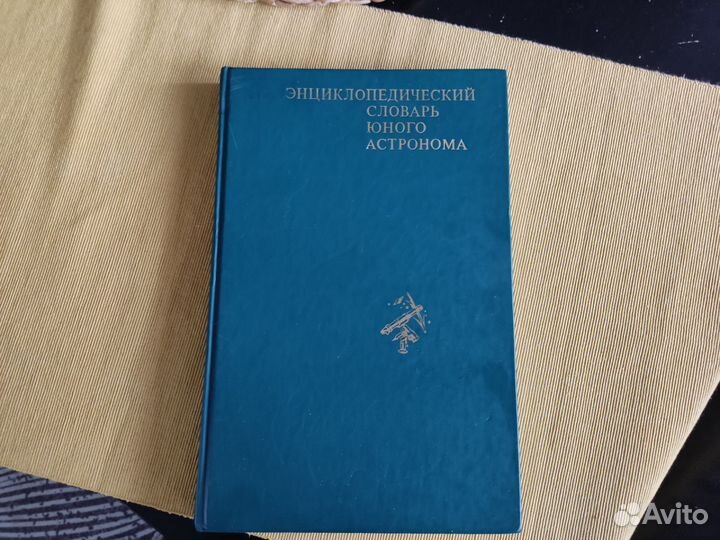 ЭНЦИКЛОПЕДИЧЕСКИЙ
СЛОВАРЬ
ЮНОГО
АСТРОНОМА
Avito